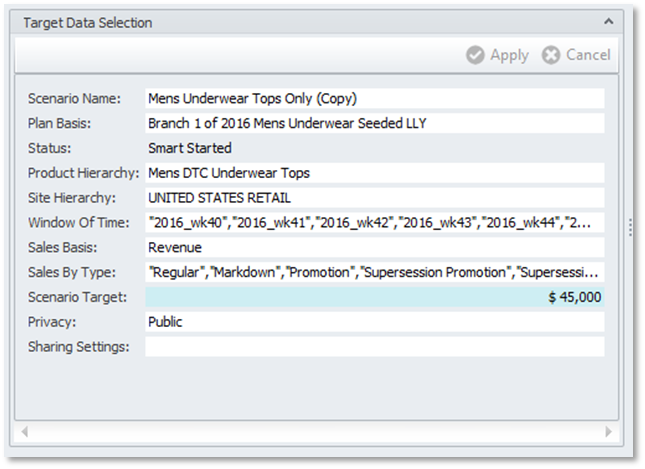 Target Data Selection
Apply Cancel
Scenario Name: Mens Underwear Tops Only (Copy)
Plan Basis: Branch 1 of 2016 Mens Underwear Seeded LLY
Status: Smart Started
Product Hierarchy: Mens DTC Underwear Tops
Site Hierarchy: UNITED STATES RETAIL
Window Of Time: "2016_wk40","2016_wk41","2016_wk42","2016_wk43","2016_wk44","2...
Sales Basis: Revenue
Sales By Type: "Regular","Markdown","Promotion","Supersession Promotion","Supersessi...
Scenario Target: $ 45,000
Privacy: Public
Sharing Settings: